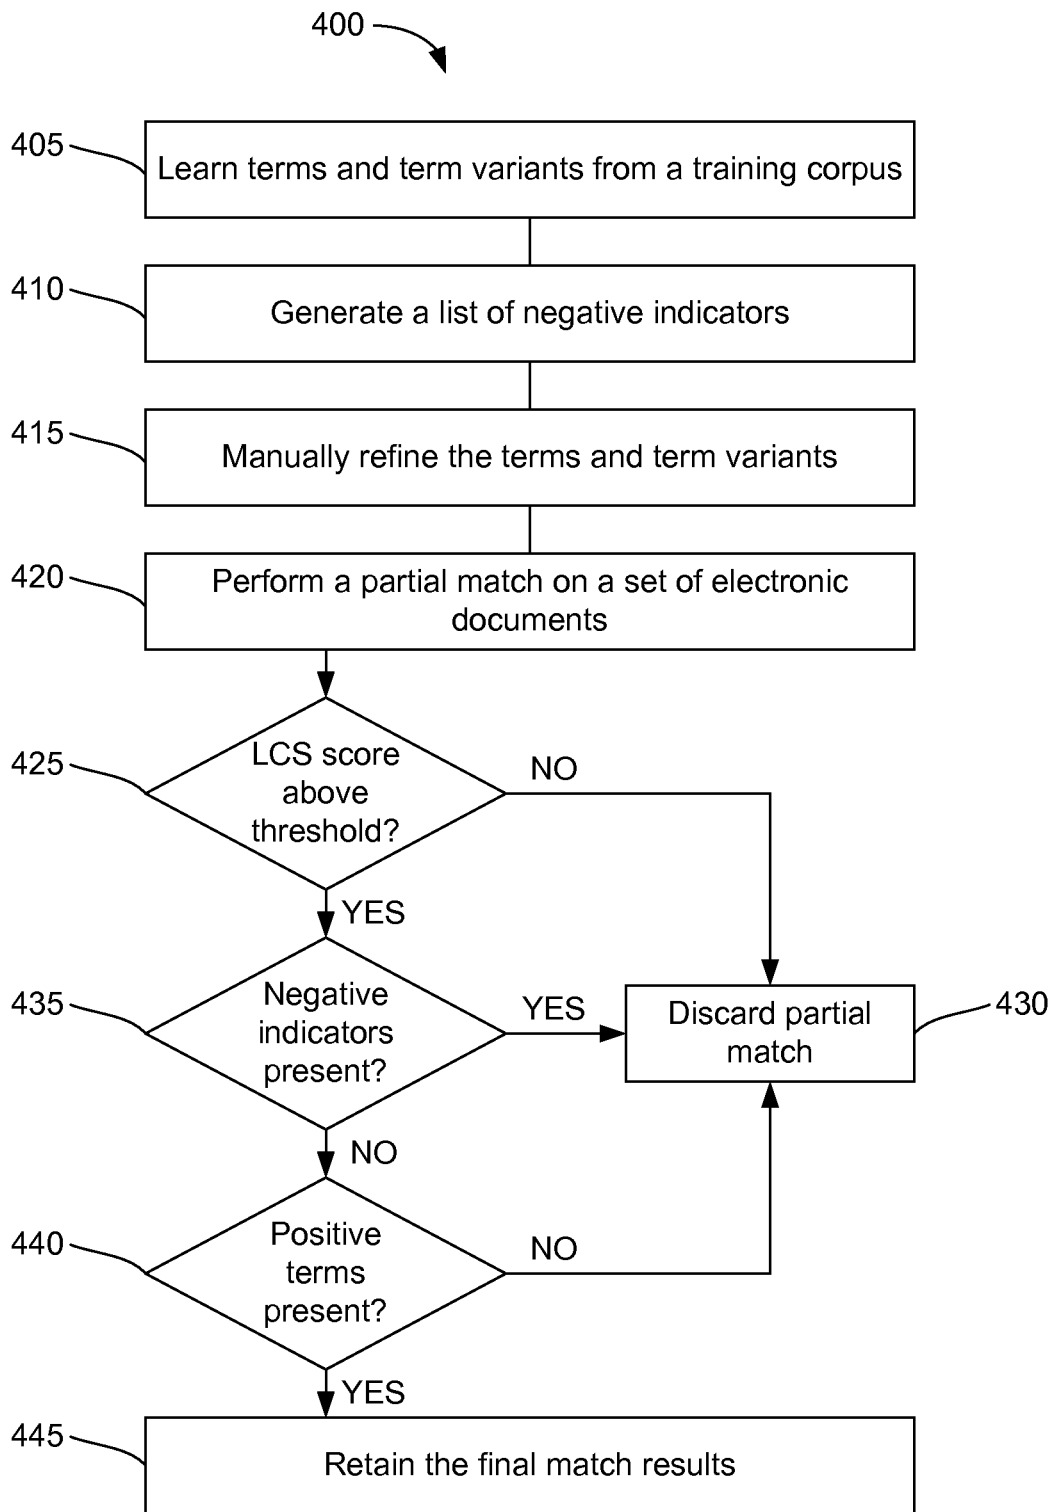 400
405
Learn terms and term variants from a training corpus
410
Generate a list of negative indicators
415
Manually refine the terms and term variants
420
Perform a partial match on a set of electronic
documents
425
LCS score
above
threshold?
NO
YES
435
Negative
indicators
present?
YES
Discard partial
match
430
NO
440
Positive
terms
present?
NO
YES
445
Retain the final match results